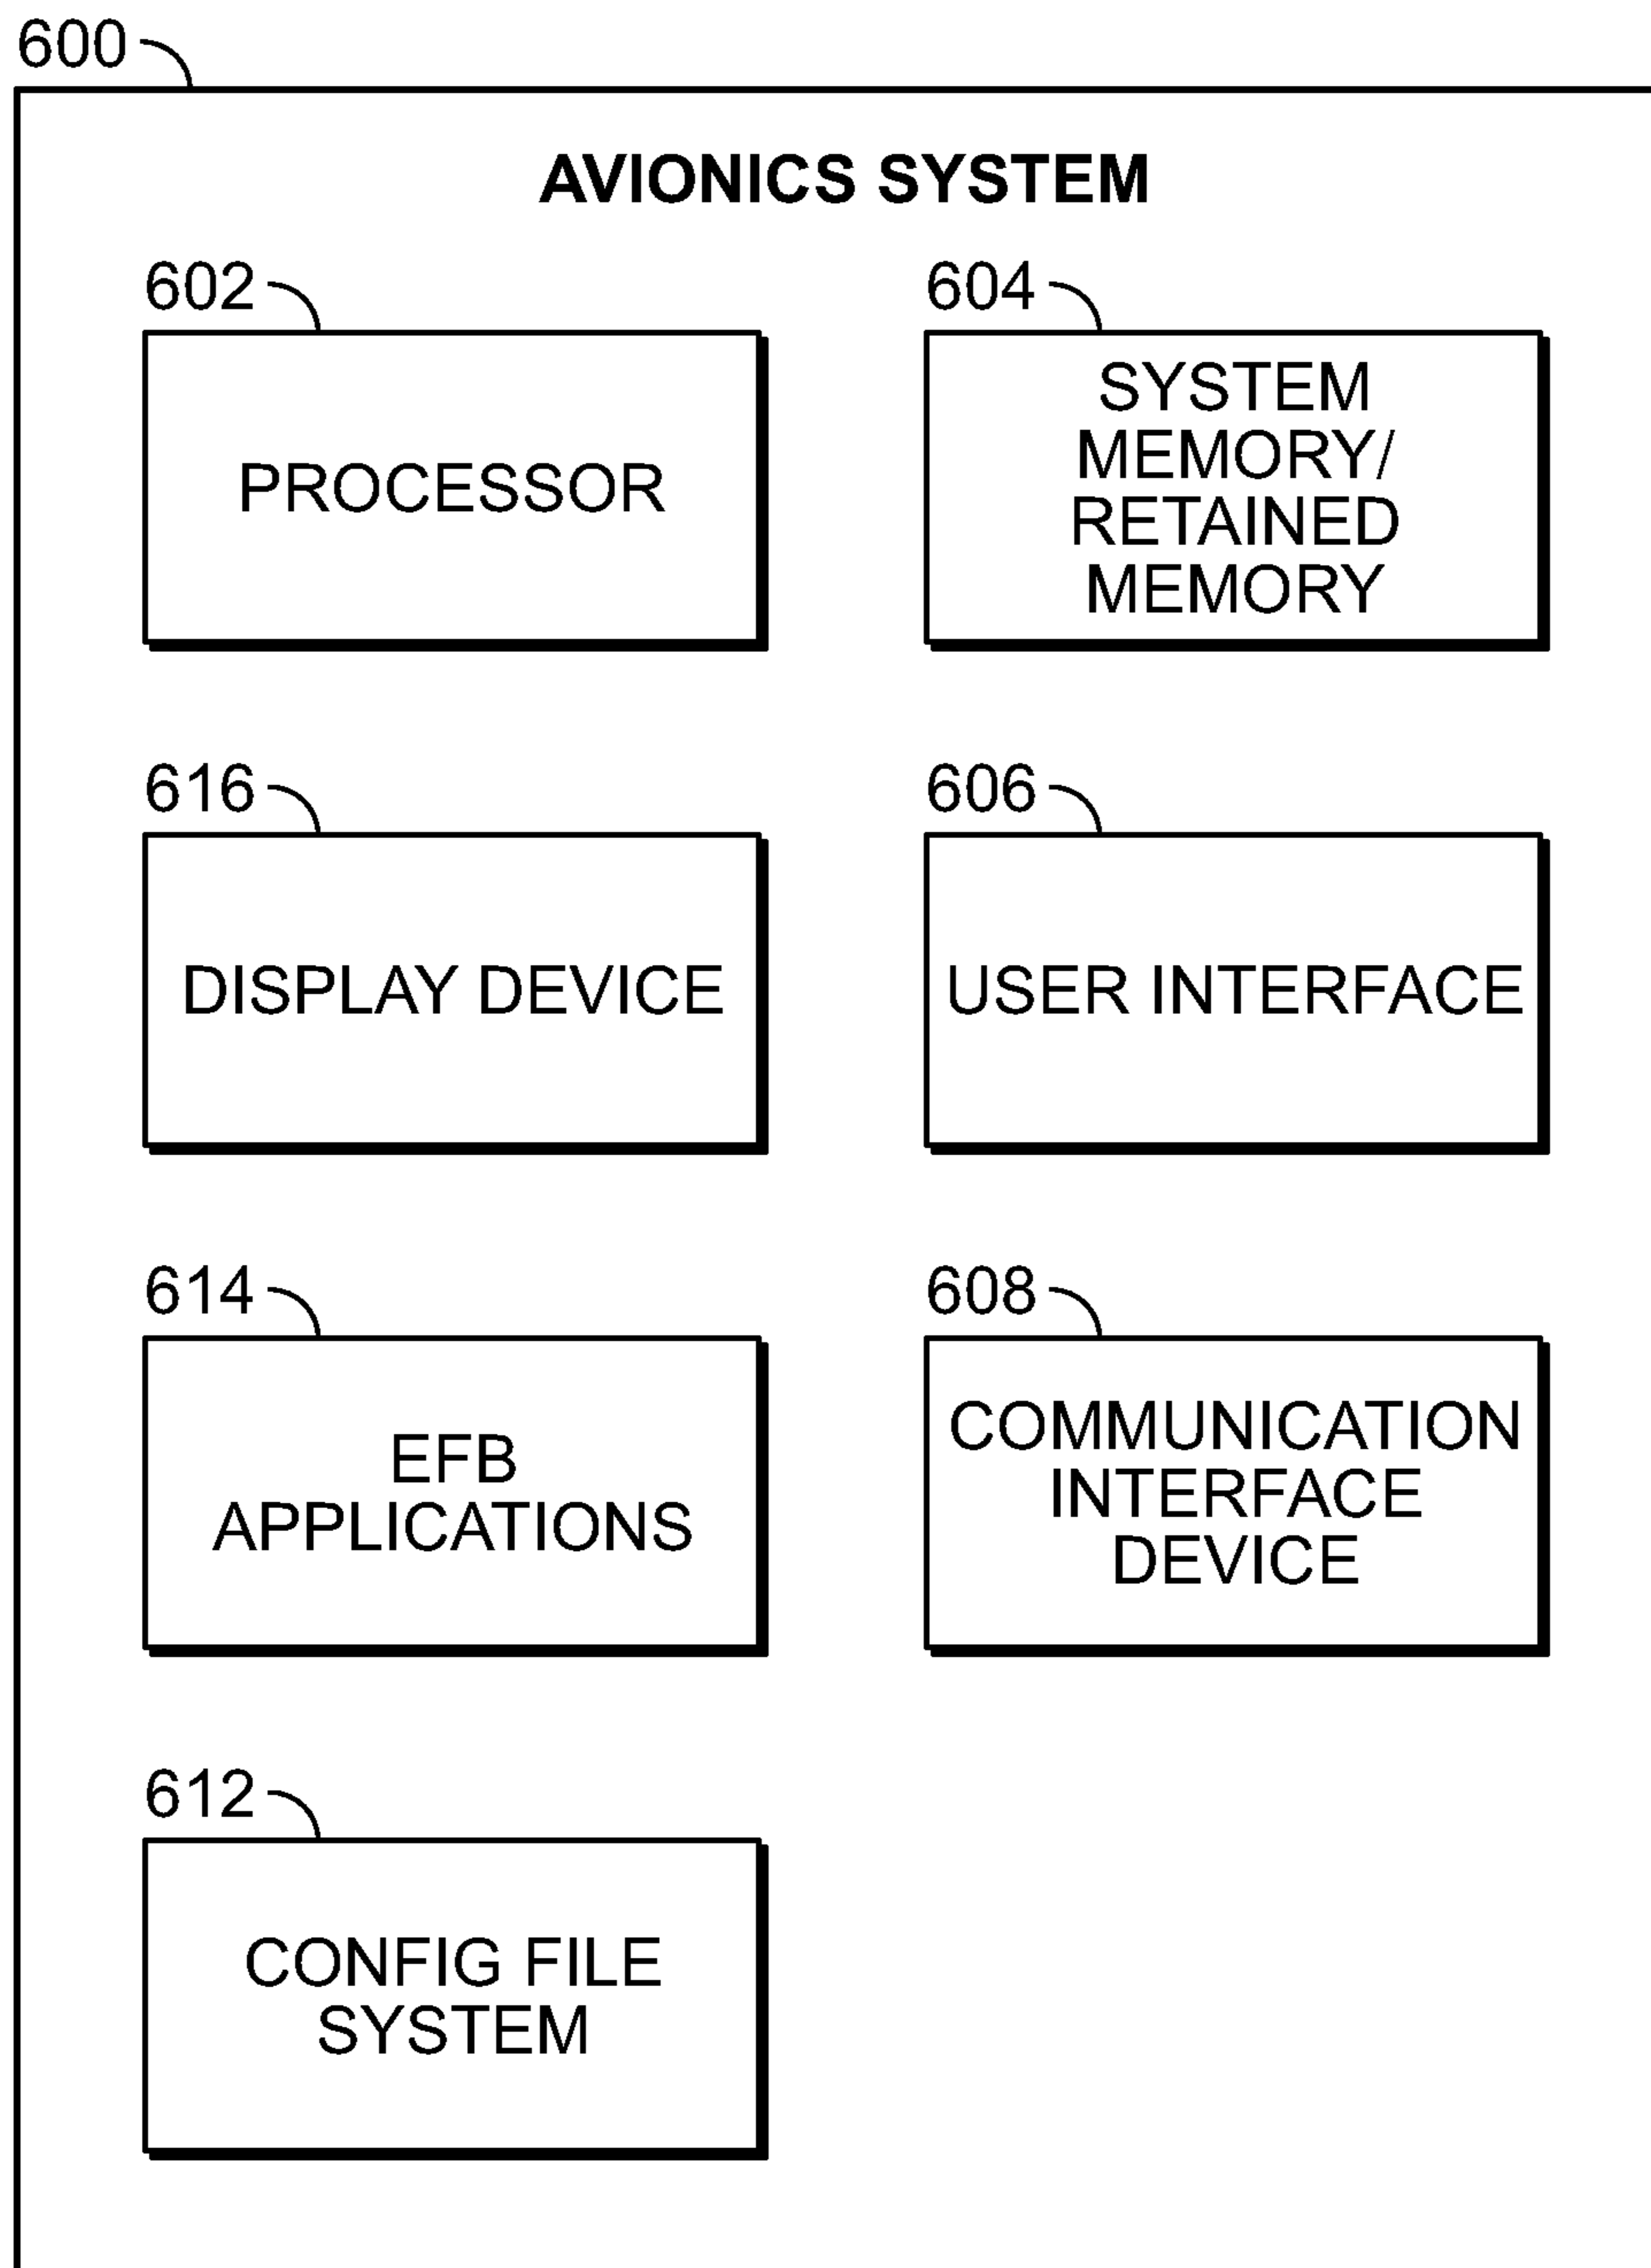 600
AVIONICS SYSTEM
602
PROCESSOR
604
SYSTEM
MEMORY/
RETAINED
MEMORY
616
DISPLAY DEVICE
606
USER INTERFACE
614
EFB
APPLICATIONS
608
COMMUNICATION
INTERFACE
DEVICE
612
CONFIG FILE
SYSTEM